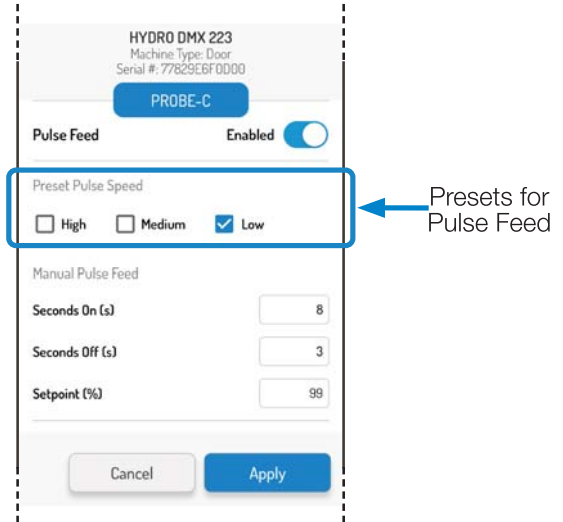 HYDRO DMX 223
Machine Type: Door
Serial #: 77829E6F0D00
PROBE-C
Pulse Feed Enabled
Preset Pulse Speed
High Medium Low
Presets for
Pulse Feed
Manual Pulse Feed
Seconds On (s) 8
Seconds Off (s) 3
Setpoint (%) 99
Cancel Apply